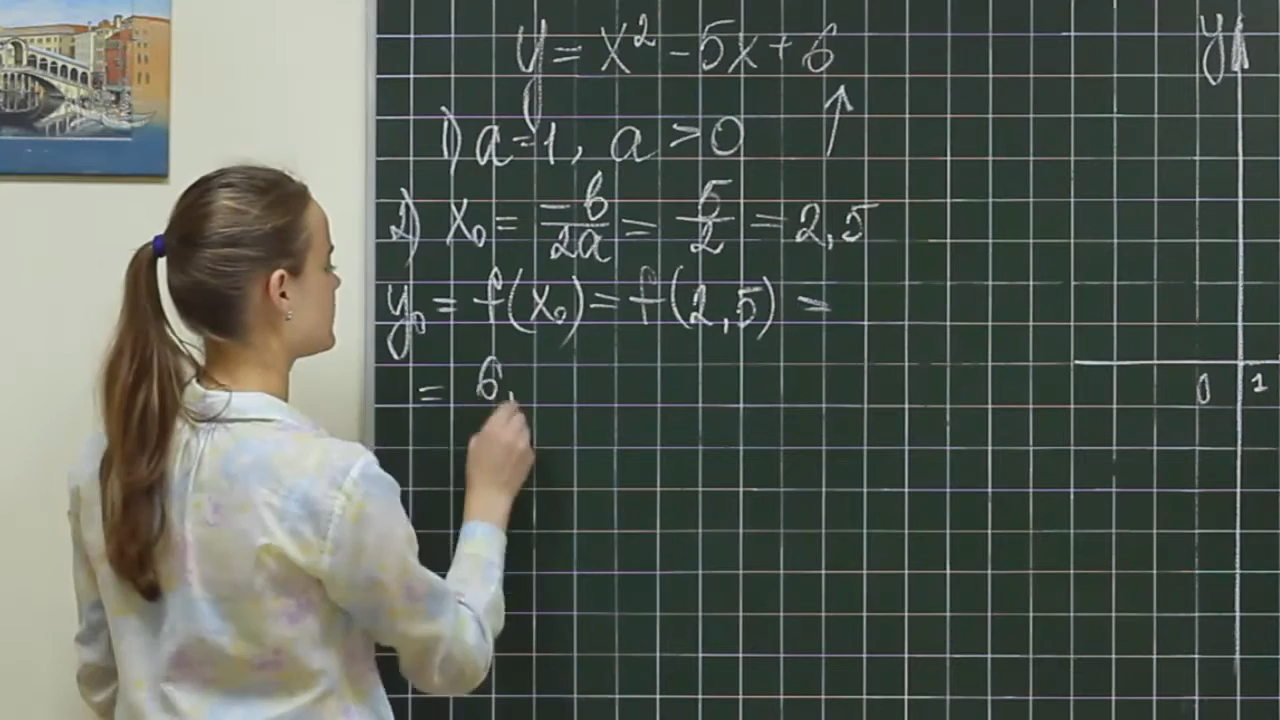 y = x² - 5x + 6
1) a = 1, a > 0 ↑
2) x₀ = -b/2a = 5/2 = 2,5
y₀ = f(x₀) = f(2,5) =
= 6,
y
0 1